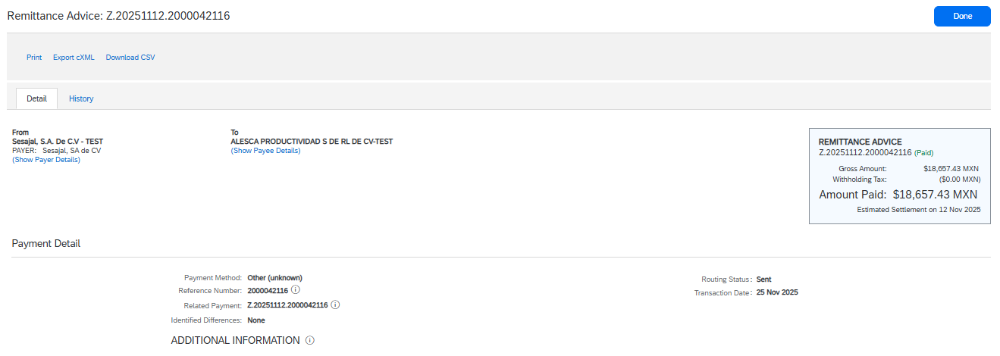 Remittance Advice: Z.20251112.2000042116
Done
Print Export cXML Download CSV
Detail History
From
Sesajal, S.A. De C.V - TEST
PAYER: Sesajal, SA de CV
(Show Payer Details)
To
ALESCA PRODUCTIVIDAD S DE RL DE CV-TEST
(Show Payee Details)
REMITTANCE ADVICE
Z.20251112.2000042116 (Paid)
Gross Amount: $18,657.43 MXN
Withholding Tax: ($0.00 MXN)
Amount Paid: $18,657.43 MXN
Estimated Settlement on 12 Nov 2025
Payment Detail
Payment Method: Other (unknown)
Reference Number: 2000042116
Related Payment: Z.20251112.2000042116
Identified Differences: None
Routing Status: Sent
Transaction Date: 25 Nov 2025
ADDITIONAL INFORMATION